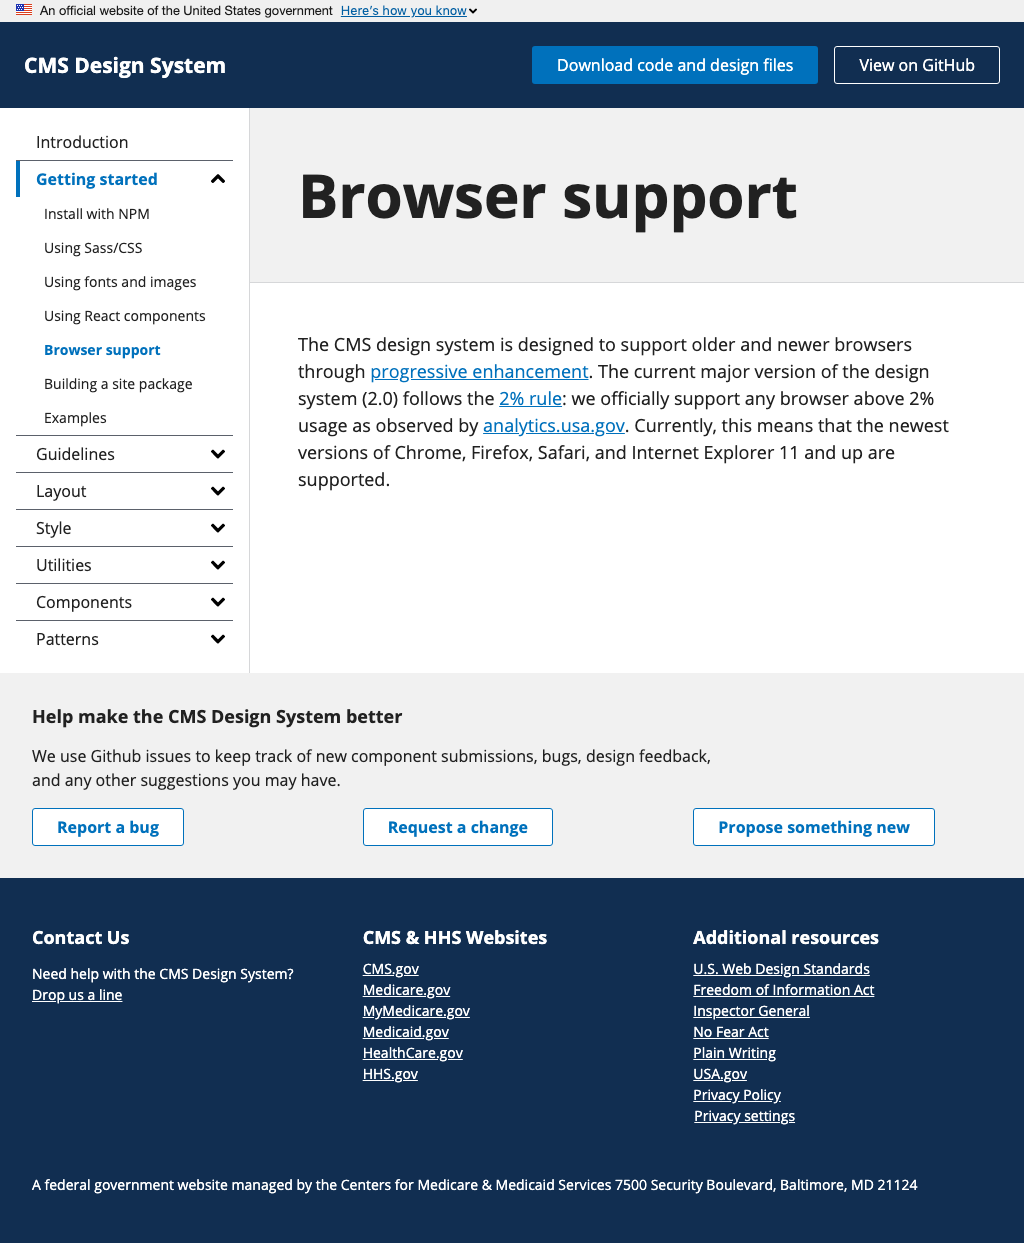 An official website of the United States government Here's how you know
CMS Design System
Download code and design files
View on GitHub
Introduction
Getting started
Install with NPM
Using Sass/CSS
Using fonts and images
Using React components
Browser support
Building a site package
Examples
Guidelines
Layout
Style
Utilities
Components
Patterns
Browser support
The CMS design system is designed to support older and newer browsers
through progressive enhancement. The current major version of the design
system (2.0) follows the 2% rule: we officially support any browser above 2%
usage as observed by analytics.usa.gov. Currently, this means that the newest
versions of Chrome, Firefox, Safari, and Internet Explorer 11 and up are
supported.
Help make the CMS Design System better
We use Github issues to keep track of new component submissions, bugs, design feedback,
and any other suggestions you may have.
Report a bug
Request a change
Propose something new
Contact Us
Need help with the CMS Design System?
Drop us a line
CMS & HHS Websites
CMS.gov
Medicare.gov
MyMedicare.gov
Medicaid.gov
HealthCare.gov
HHS.gov
Additional resources
U.S. Web Design Standards
Freedom of Information Act
Inspector General
No Fear Act
Plain Writing
USA.gov
Privacy Policy
Privacy settings
A federal government website managed by the Centers for Medicare & Medicaid Services 7500 Security Boulevard, Baltimore, MD 21124